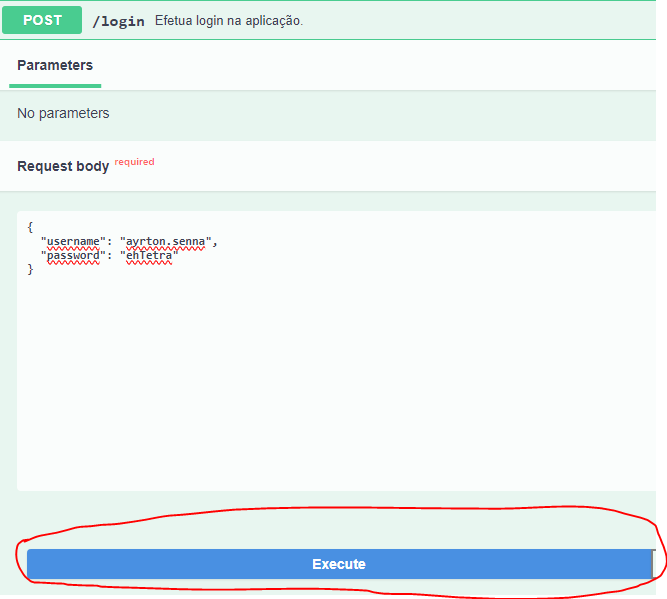 POST /login Efetua login na aplicação.
Parameters
No parameters
Request body required
{
"username": "ayrton.senna",
"password": "ehTetra"
}
Execute